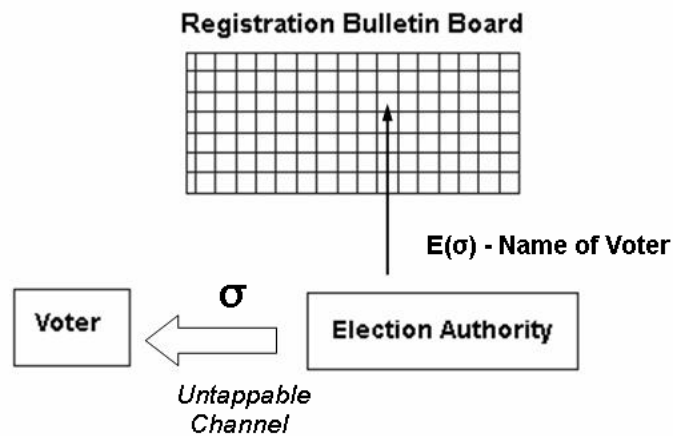 Registration Bulletin Board
E(σ) - Name of Voter
σ
Voter
Election Authority
Untappable
Channel